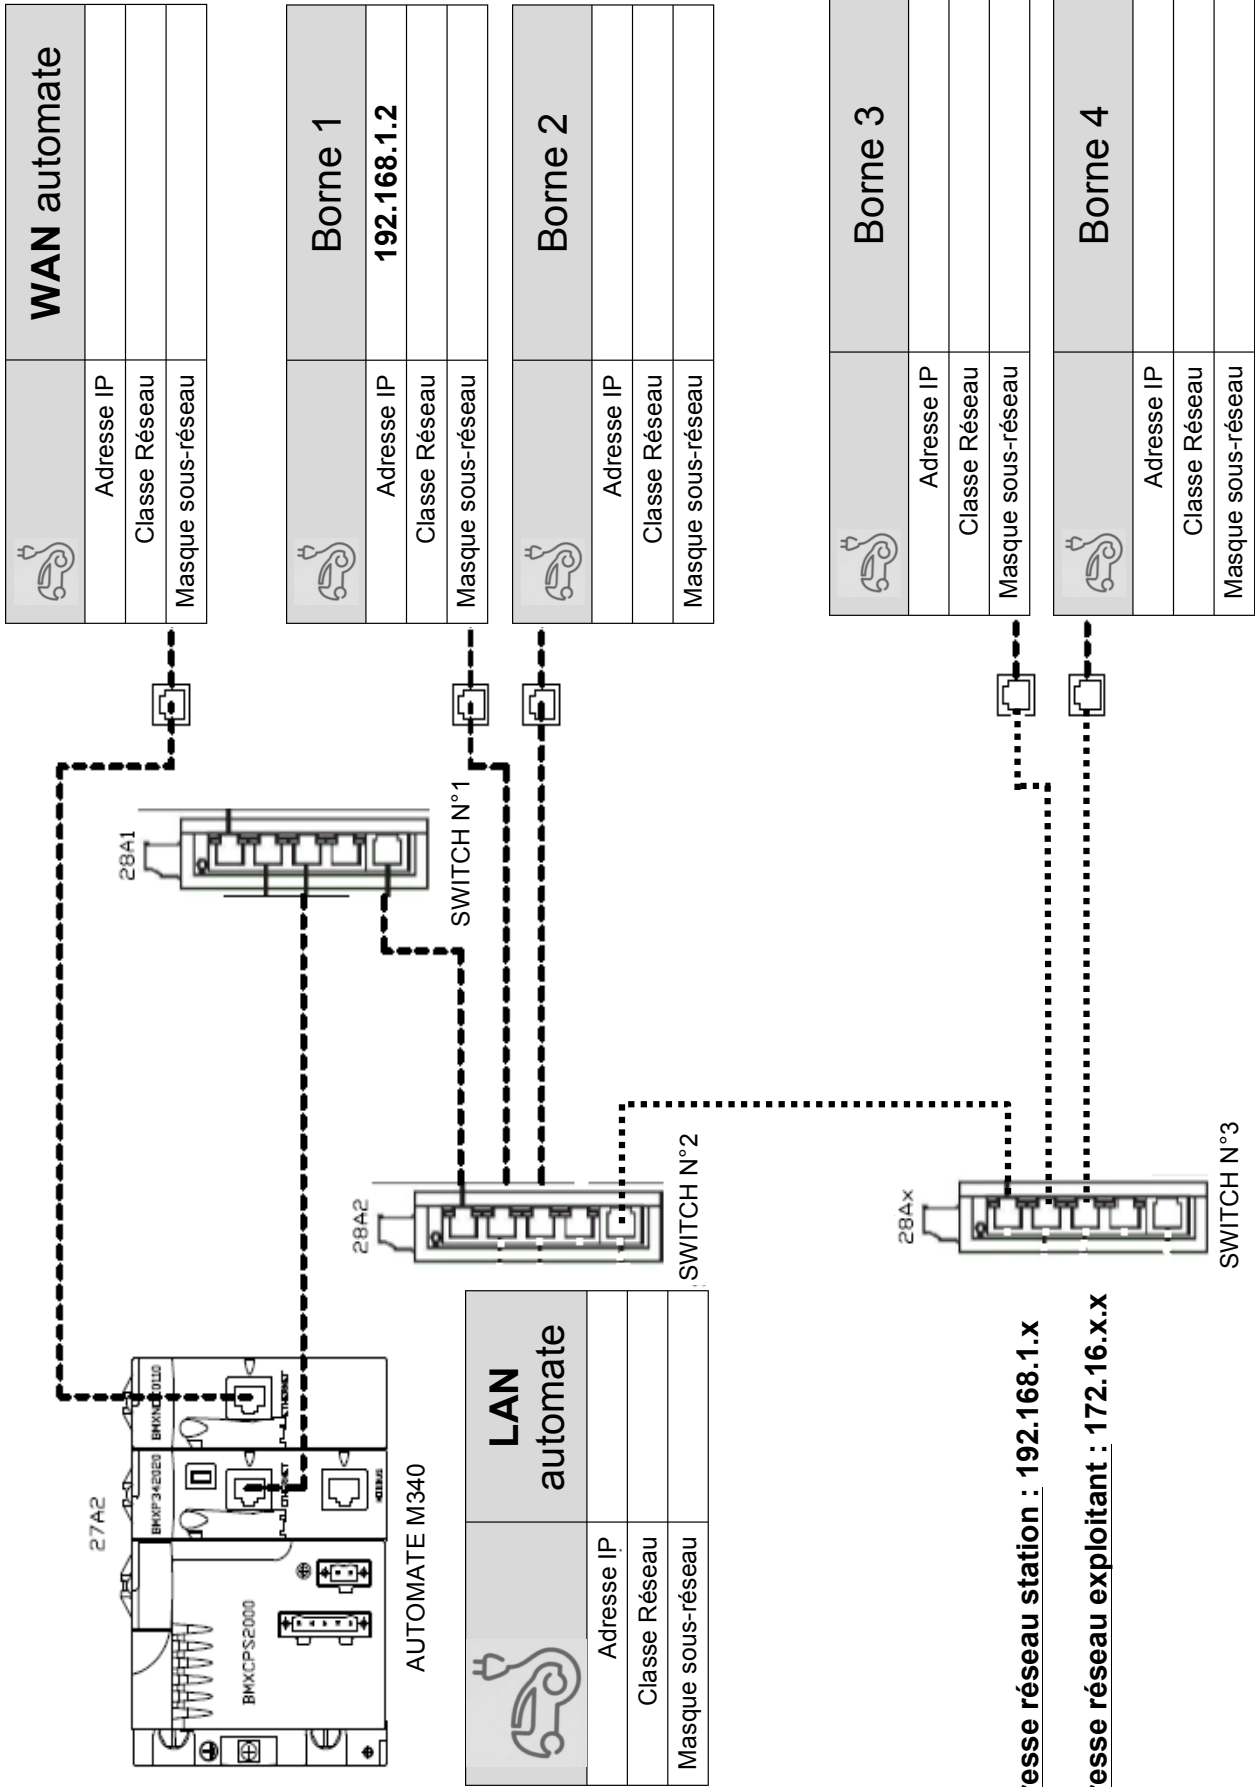 WAN automate
Adresse IP
Classe Réseau
Masque sous-réseau
Borne 1
Adresse IP 192.168.1.2
Classe Réseau
Masque sous-réseau
Borne 2
Adresse IP
Classe Réseau
Masque sous-réseau
Borne 3
Adresse IP
Classe Réseau
Masque sous-réseau
Borne 4
Adresse IP
Classe Réseau
Masque sous-réseau
28A1
SWITCH N°1
28A2
SWITCH N°2
28Ax
SWITCH N°3
27A2
BMXCPS2000
BMXP342020
ETHERNET
AUTOMATE M340
LAN
automate
Adresse IP
Classe Réseau
Masque sous-réseau
esse réseau station : 192.168.1.x
esse réseau exploitant : 172.16.x.x